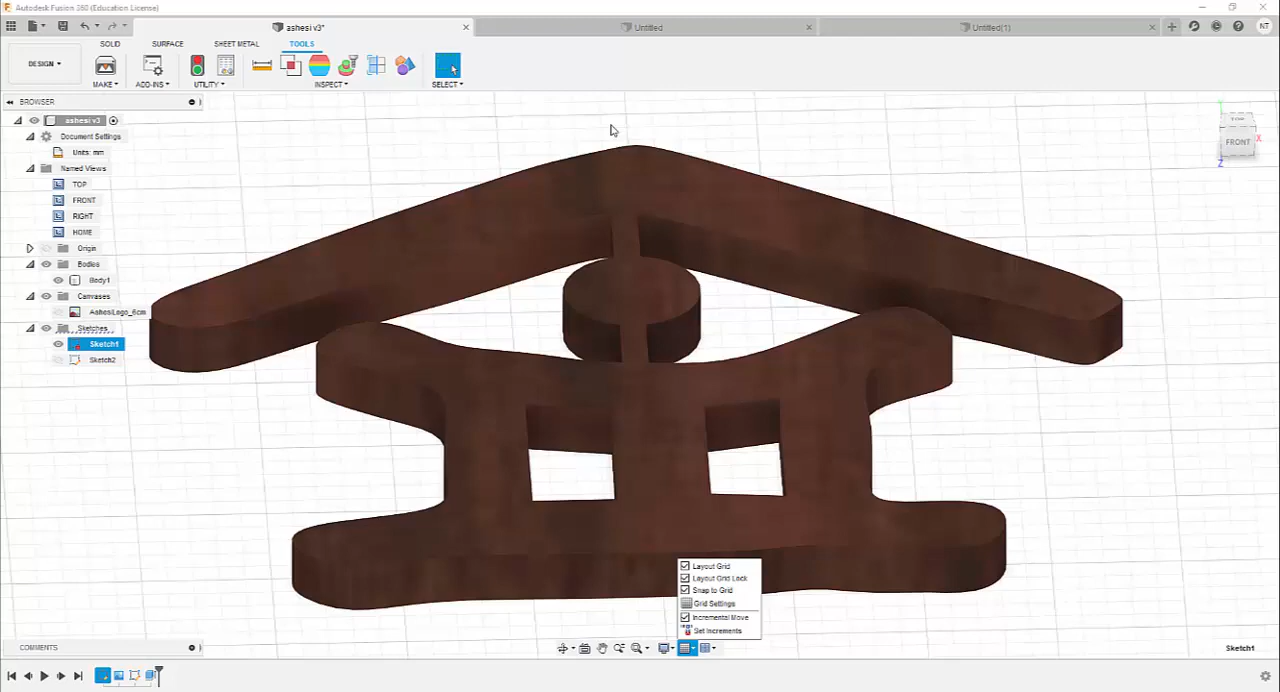 Autodesk Fusion 360 (Education License)
ashesi v3*
Untitled
Untitled(1)
NT
DESIGN
SOLID
SURFACE
SHEET METAL
TOOLS
MAKE
ADD-INS
UTILITY
INSPECT
SELECT
BROWSER
ashesi v3
Document Settings
Units: mm
Named Views
TOP
FRONT
RIGHT
HOME
Origin
Bodies
Body1
Canvases
AshesiLogo_6cm
Sketches
Sketch1
Sketch2
TOP
FRONT
X
Z
Layout Grid
Layout Grid Lock
Snap to Grid
Grid Settings
Incremental Move
Set Increments
COMMENTS
Sketch1